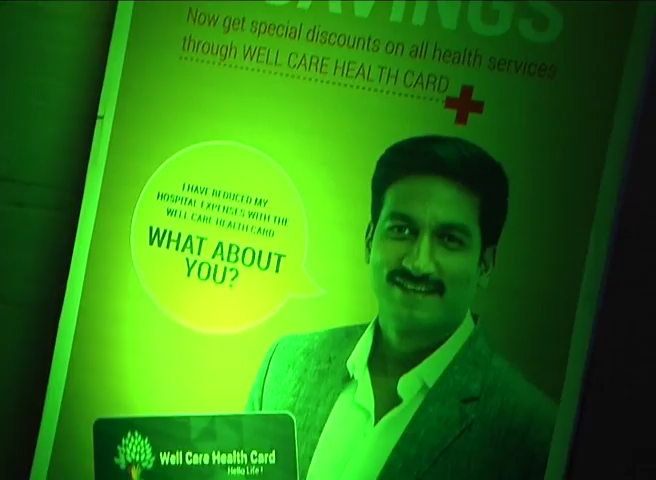 SAVINGS
Now get special discounts on all health services
through WELL CARE HEALTH CARD
I HAVE REDUCED MY
HOSPITAL EXPENSES WITH THE
WELL CARE HEALTH CARD
WHAT ABOUT
YOU?
Well Care Health Card
Hello Life!